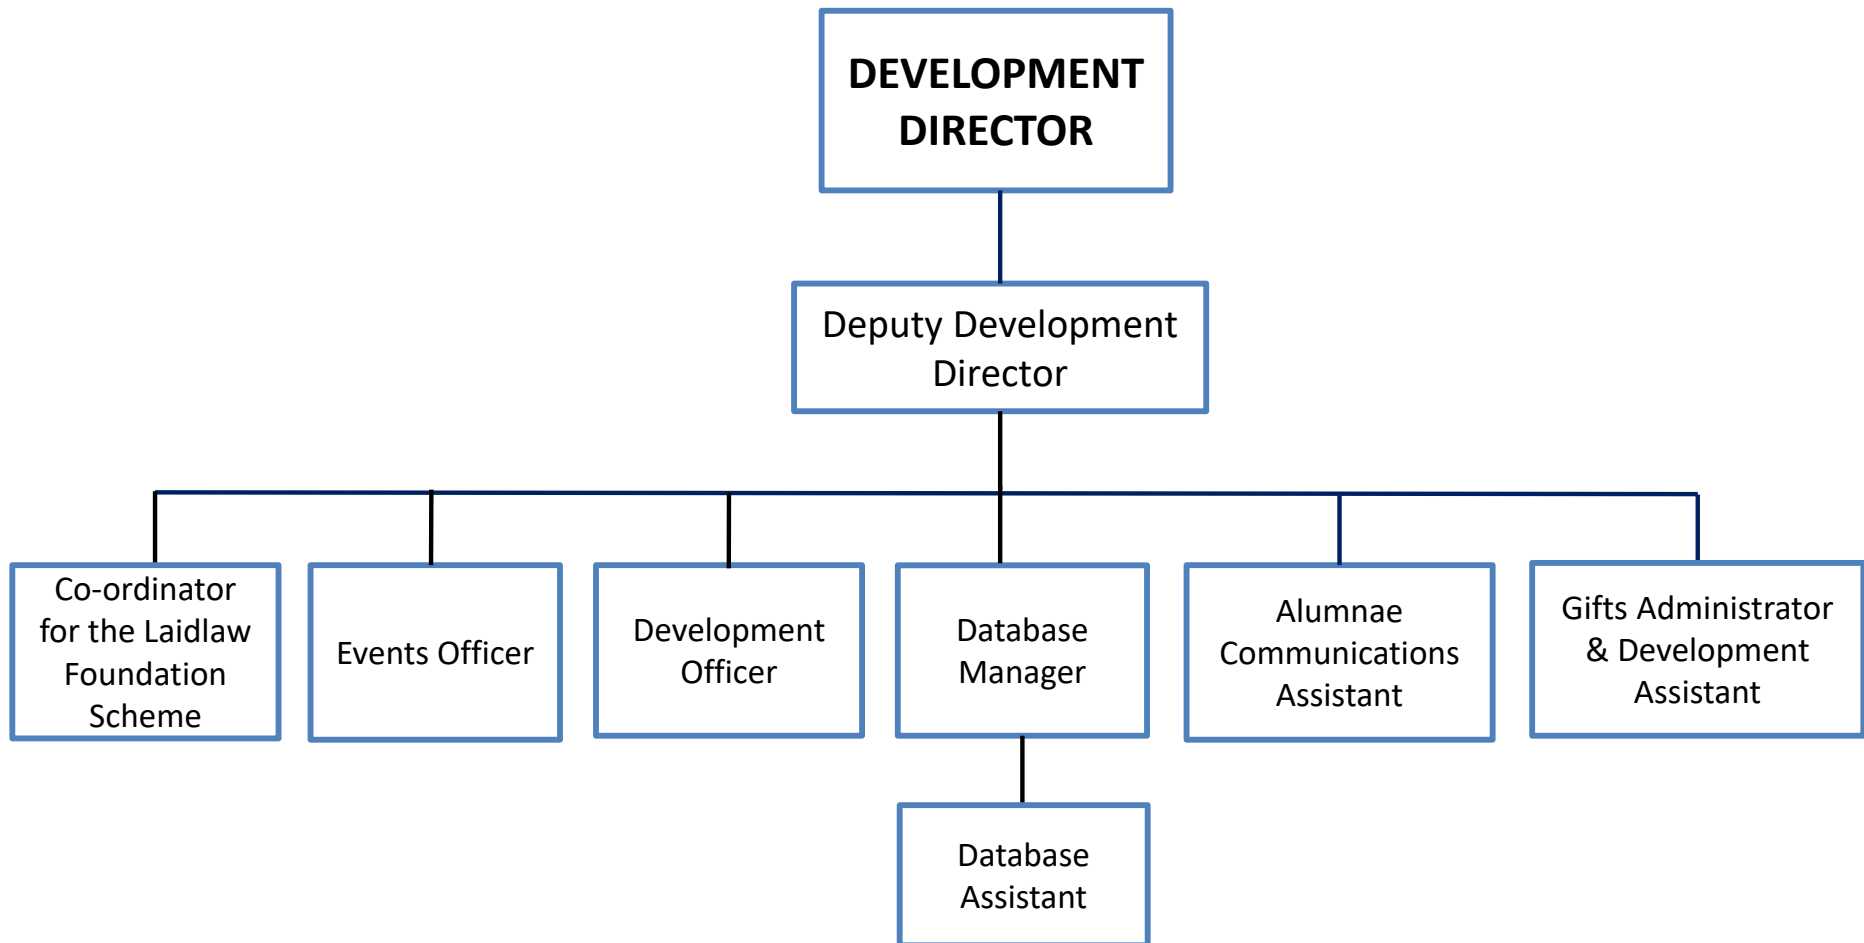 DEVELOPMENT
DIRECTOR
Deputy Development
Director
Co-ordinator
for the Laidlaw
Foundation
Scheme
Events Officer
Development
Officer
Database
Manager
Alumnae
Communications
Assistant
Gifts Administrator
& Development
Assistant
Database
Assistant